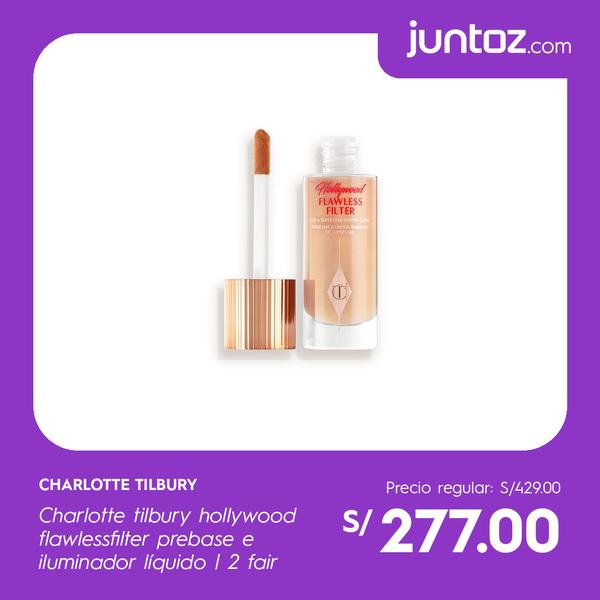 juntoz.com
Hollywood
FLAWLESS
FILTER
CHARLOTTE TILBURY
Charlotte tilbury hollywood
flawlessfilter prebase e
iluminador líquido | 2 fair
Precio regular: S/429.00
S/ 277.00